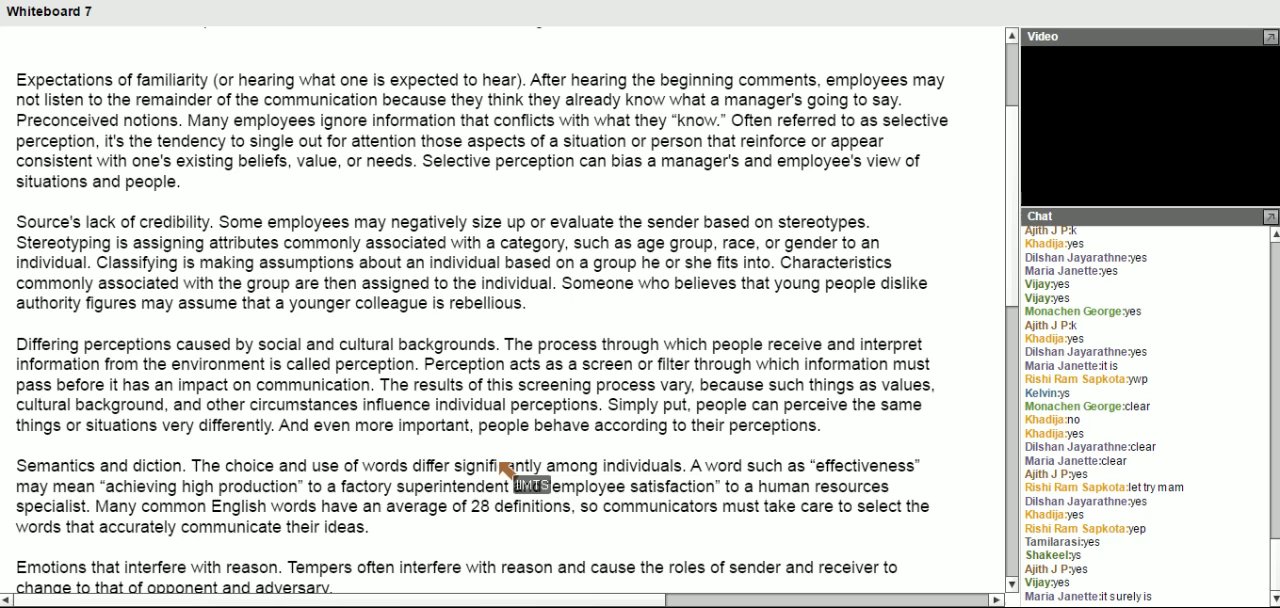 Whiteboard 7
Expectations of familiarity (or hearing what one is expected to hear). After hearing the beginning comments, employees may
not listen to the remainder of the communication because they think they already know what a manager's going to say.
Preconceived notions. Many employees ignore information that conflicts with what they “know.” Often referred to as selective
perception, it's the tendency to single out for attention those aspects of a situation or person that reinforce or appear
consistent with one's existing beliefs, value, or needs. Selective perception can bias a manager's and employee's view of
situations and people.
Source's lack of credibility. Some employees may negatively size up or evaluate the sender based on stereotypes.
Stereotyping is assigning attributes commonly associated with a category, such as age group, race, or gender to an
individual. Classifying is making assumptions about an individual based on a group he or she fits into. Characteristics
commonly associated with the group are then assigned to the individual. Someone who believes that young people dislike
authority figures may assume that a younger colleague is rebellious.
Differing perceptions caused by social and cultural backgrounds. The process through which people receive and interpret
information from the environment is called perception. Perception acts as a screen or filter through which information must
pass before it has an impact on communication. The results of this screening process vary, because such things as values,
cultural background, and other circumstances influence individual perceptions. Simply put, people can perceive the same
things or situations very differently. And even more important, people behave according to their perceptions.
Semantics and diction. The choice and use of words differ significantly among individuals. A word such as “effectiveness”
may mean “achieving high production” to a factory superintendent employee satisfaction” to a human resources
specialist. Many common English words have an average of 28 definitions, so communicators must take care to select the
words that accurately communicate their ideas.
Emotions that interfere with reason. Tempers often interfere with reason and cause the roles of sender and receiver to
change to that of opponent and adversary.
Video
Chat
Ajith J P:k
Khadija:yes
Dilshan Jayarathne:yes
Maria Janette:yes
Vijay:yes
Vijay:yes
Monachen George:yes
Ajith J P:k
Khadija:yes
Dilshan Jayarathne:yes
Maria Janette:it is
Rishi Ram Sapkota:ywp
Kelvin:ys
Monachen George:clear
Khadija:no
Khadija:yes
Dilshan Jayarathne:clear
Maria Janette:clear
Ajith J P:yes
Rishi Ram Sapkota:let try mam
Dilshan Jayarathne:yes
Khadija:yes
Rishi Ram Sapkota:yep
Tamilarasi:yes
Shakeel:ys
Ajith J P:yes
Vijay:yes
Maria Janette:it surely is